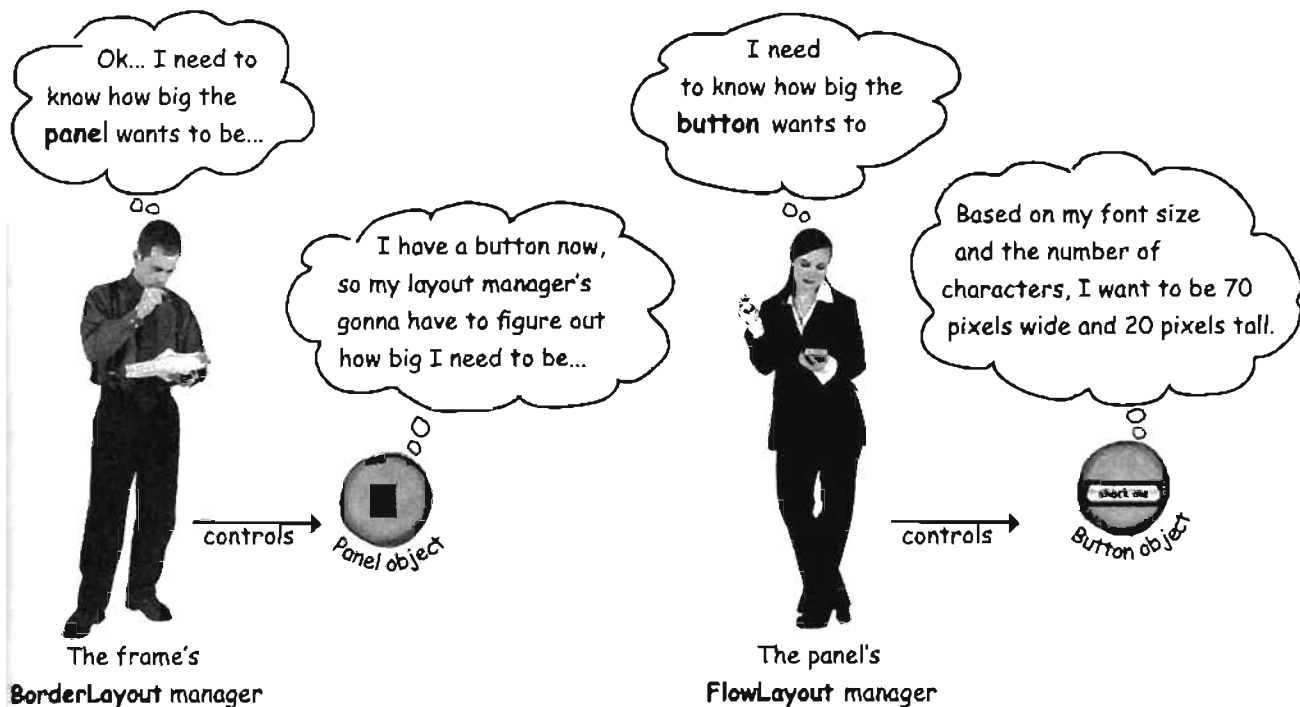 Ok... I need to
know how big the
panel wants to be...
I have a button now,
so my layout manager's
gonna have to figure out
how big I need to be...
controls
Panel object
The frame's
BorderLayout manager
I need
to know how big the
button wants to
Based on my font size
and the number of
characters, I want to be 70
pixels wide and 20 pixels tall.
controls
Button object
The panel's
FlowLayout manager